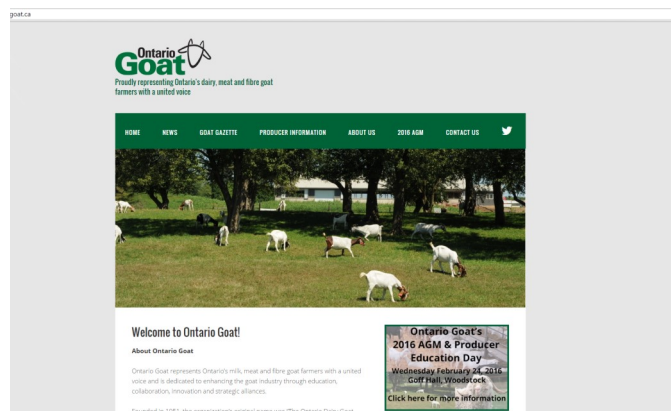 goat.ca
Ontario
Goat
Proudly representing Ontario's dairy, meat and fibre goat
farmers with a united voice
HOME NEWS GOAT GAZETTE PRODUCER INFORMATION ABOUT US 2016 AGM CONTACT US
Welcome to Ontario Goat!
About Ontario Goat
Ontario Goat represents Ontario's milk, meat and fibre goat farmers with a united
voice and is dedicated to enhancing the goat industry through education,
collaboration, innovation and strategic alliances.
Ontario Goat's
2016 AGM & Producer
Education Day
Wednesday February 24, 2016
Goff Hall, Woodstock
Click here for more information